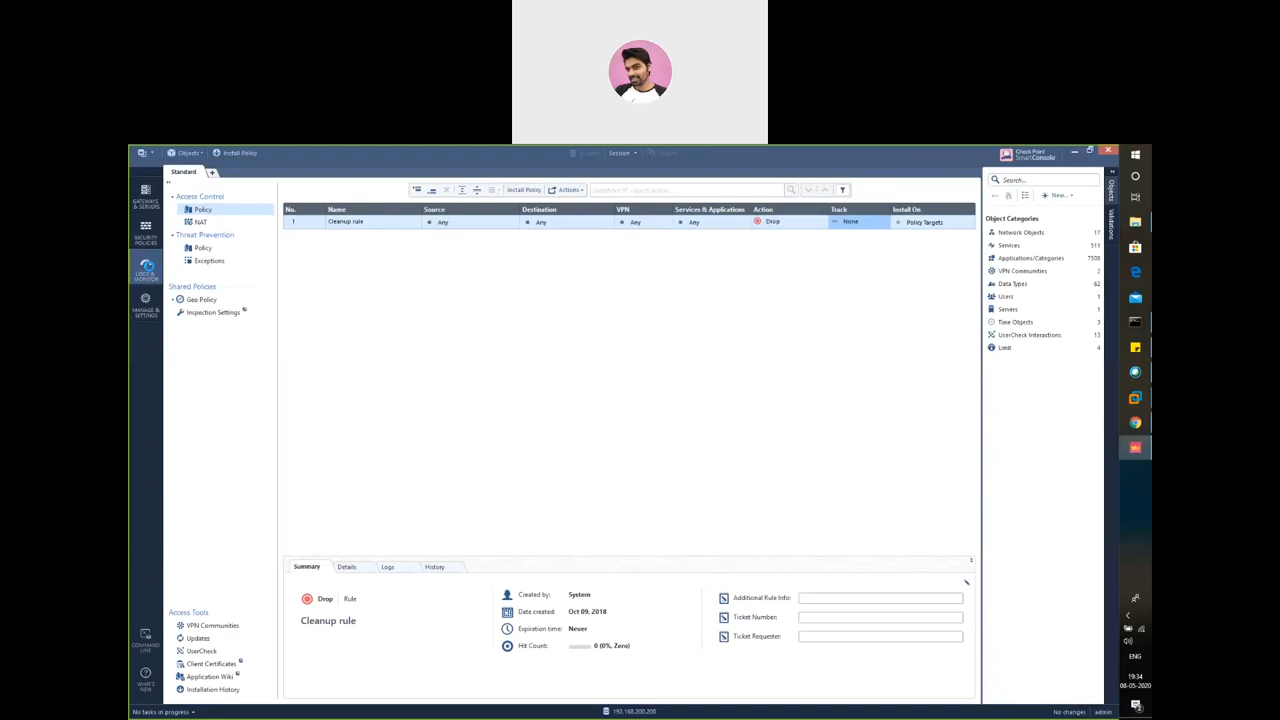 Objects
Install Policy
Session
Check Point
SmartConsole
Standard
+
GATEWAYS
& SERVERS
SECURITY
POLICIES
LOGS &
MONITOR
MANAGE &
SETTINGS
COMMAND
LINE
WHAT'S
NEW
Access Control
Policy
NAT
Threat Prevention
Policy
Exceptions
Shared Policies
Geo Policy
Inspection Settings
Access Tools
VPN Communities
Updates
UserCheck
Client Certificates
Application Wiki
Installation History
Install Policy Actions Search for IP, object, action, ...
No. Name Source Destination VPN Services & Applications Action Track Install On
1 Cleanup rule Any Any Any Any Drop None Policy Targets
Summary Details Logs History
Drop Rule
Cleanup rule
Created by: System
Date created: Oct 09, 2018
Expiration time: Never
Hit Count: 0 (0%, Zero)
Additional Rule Info:
Ticket Number:
Ticket Requester:
Search...
New...
Object Categories
Network Objects 17
Services 511
Applications/Categories 7508
VPN Communities 2
Data Types 62
Users 1
Servers 1
Time Objects 3
UserCheck Interactions 13
Limit 4
Objects
Validations
ENG
19:34
08-05-2020
No tasks in progress
192.168.200.200
No changes
admin